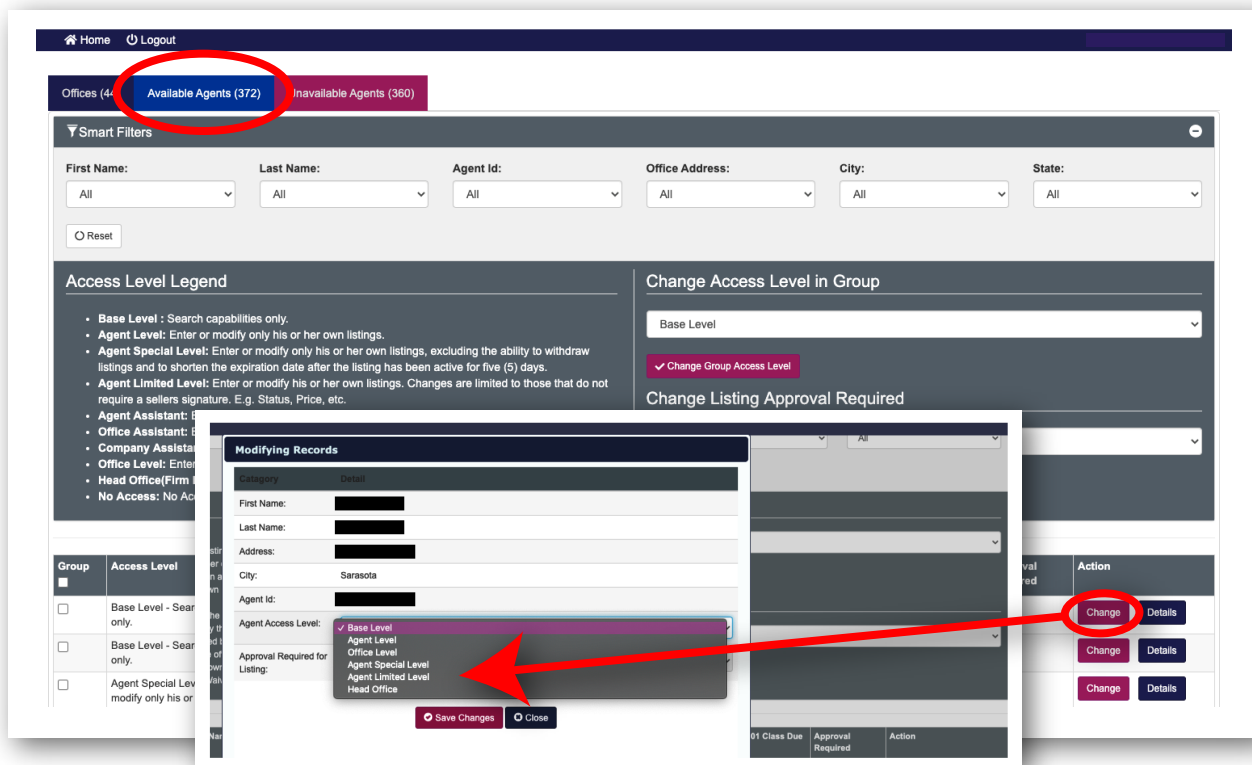 Home Logout
Offices (44 Available Agents (372) Unavailable Agents (360)
Smart Filters
First Name: Last Name: Agent Id: Office Address: City: State:
All All All All All All
Reset
Access Level Legend
Base Level : Search capabilities only.
Agent Level: Enter or modify only his or her own listings.
Agent Special Level: Enter or modify only his or her own listings, excluding the ability to withdraw
listings and to shorten the expiration date after the listing has been active for five (5) days.
Agent Limited Level: Enter or modify his or her own listings. Changes are limited to those that do not
require a sellers signature. E.g. Status, Price, etc.
Agent Assistant:
Office Assistant:
Company Assista
Office Level: Enter
Head Office(Firm
No Access: No Ac
Change Access Level in Group
Base Level
Change Group Access Level
Change Listing Approval Required
Group Access Level
Base Level - Sear
only.
Base Level - Sear
only.
Agent Special Lev
modify only his or
Action
Change Details
Change Details
Change Details
All
Modifying Records
Catagory Detail
First Name:
Last Name:
Address:
City: Sarasota
Agent Id:
Agent Access Level:
✓ Base Level
Agent Level
Office Level
Agent Special Level
Agent Limited Level
Head Office
Approval Required for
Listing:
Save Changes Close
01 Class Due Approval Action
Required